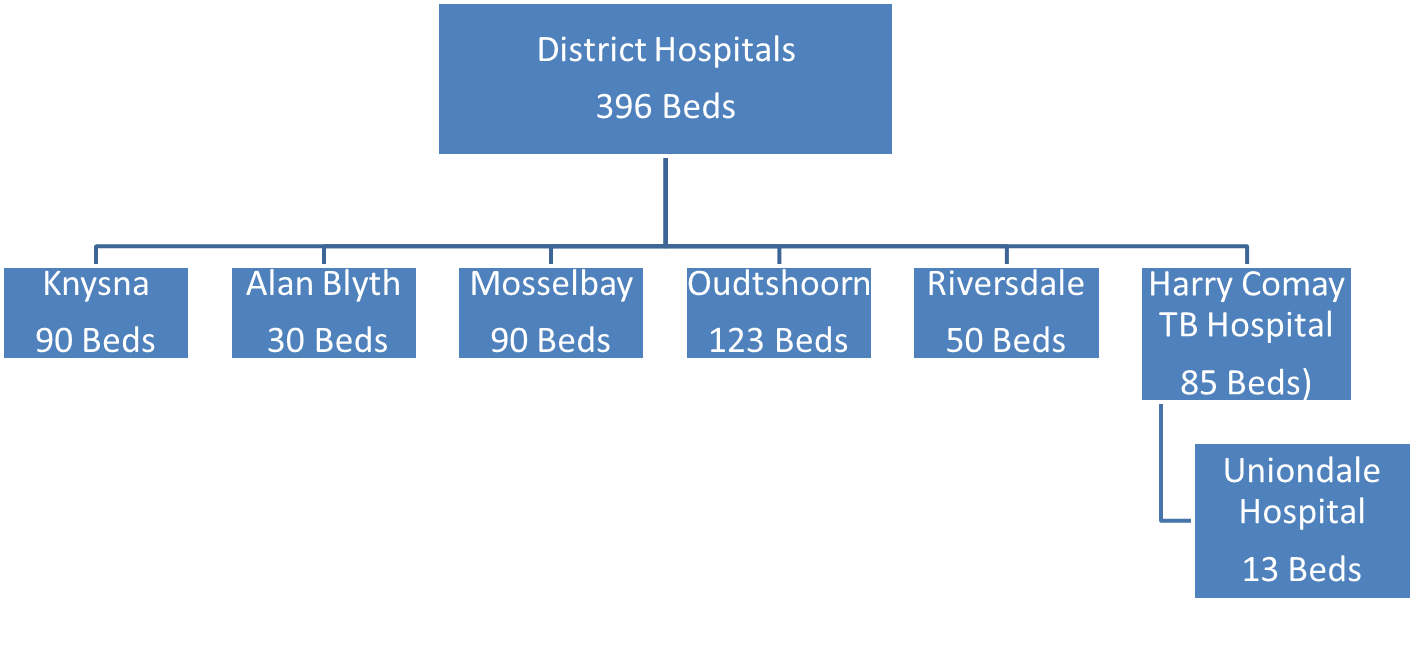 District Hospitals
396 Beds
Knysna
90 Beds
Alan Blyth
30 Beds
Mosselbay
90 Beds
Oudtshoorn
123 Beds
Riversdale
50 Beds
Harry Comay
TB Hospital
85 Beds)
Uniondale
Hospital
13 Beds